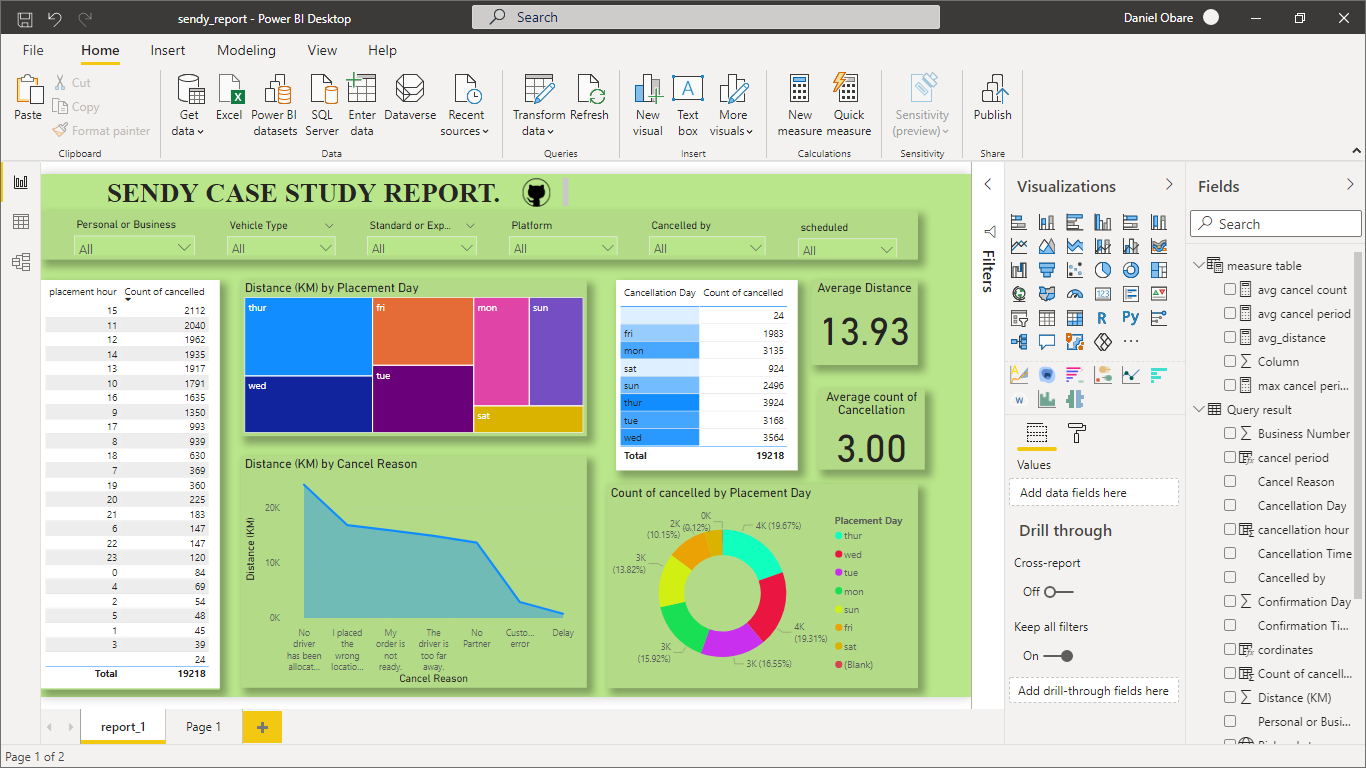 sendy_report - Power BI Desktop
Search
Daniel Obare
File
Home
Insert
Modeling
View
Help
Paste
Cut
Copy
Format painter
Clipboard
Get data
Excel
Power BI datasets
SQL Server
Enter data
Dataverse
Recent sources
Data
Transform data
Refresh
Queries
New visual
Text box
More visuals
Insert
New measure
Quick measure
Calculations
Sensitivity (preview)
Sensitivity
Publish
Share
SENDY CASE STUDY REPORT.
Personal or Business
All
Vehicle Type
All
Standard or Exp...
All
Platform
All
Cancelled by
All
scheduled
All
placement hour Count of cancelled
15 2112
11 2040
12 1962
14 1935
13 1917
10 1791
16 1635
9 1350
17 993
8 939
18 630
7 369
19 360
20 225
21 183
6 147
22 147
23 120
0 84
4 69
2 54
5 48
1 45
3 39
24
Total 19218
Distance (KM) by Placement Day
thur
wed
fri
tue
mon
sun
sat
Distance (KM) by Cancel Reason
Distance (KM)
20K
10K
0K
No driver has been allocat...
I placed the wrong locatio...
My order is not ready.
The driver is too far away.
No Partner
Custo... error
Delay
Cancel Reason
Cancellation Day Count of cancelled
24
fri 1983
mon 3135
sat 924
sun 2496
thur 3924
tue 3168
wed 3564
Total 19218
Average Distance
13.93
Average count of Cancellation
3.00
Count of cancelled by Placement Day
0K (0.12%)
4K (19.67%)
4K (19.31%)
3K (16.55%)
3K (15.92%)
3K (13.82%)
2K (10.15%)
Placement Day
thur
wed
tue
mon
sun
fri
sat
(Blank)
Filters
Visualizations
R
Py
123
W
Values
Add data fields here
Drill through
Cross-report
Off
Keep all filters
On
Add drill-through fields here
Fields
Search
measure table
avg cancel count
avg cancel period
avg_distance
Column
max cancel peri...
Query result
Business Number
cancel period
Cancel Reason
Cancellation Day
cancellation hour
Cancellation Time
Cancelled by
Confirmation Day
Confirmation Ti...
cordinates
Count of cancell...
Distance (KM)
Personal or Busi...
report_1
Page 1
Page 1 of 2